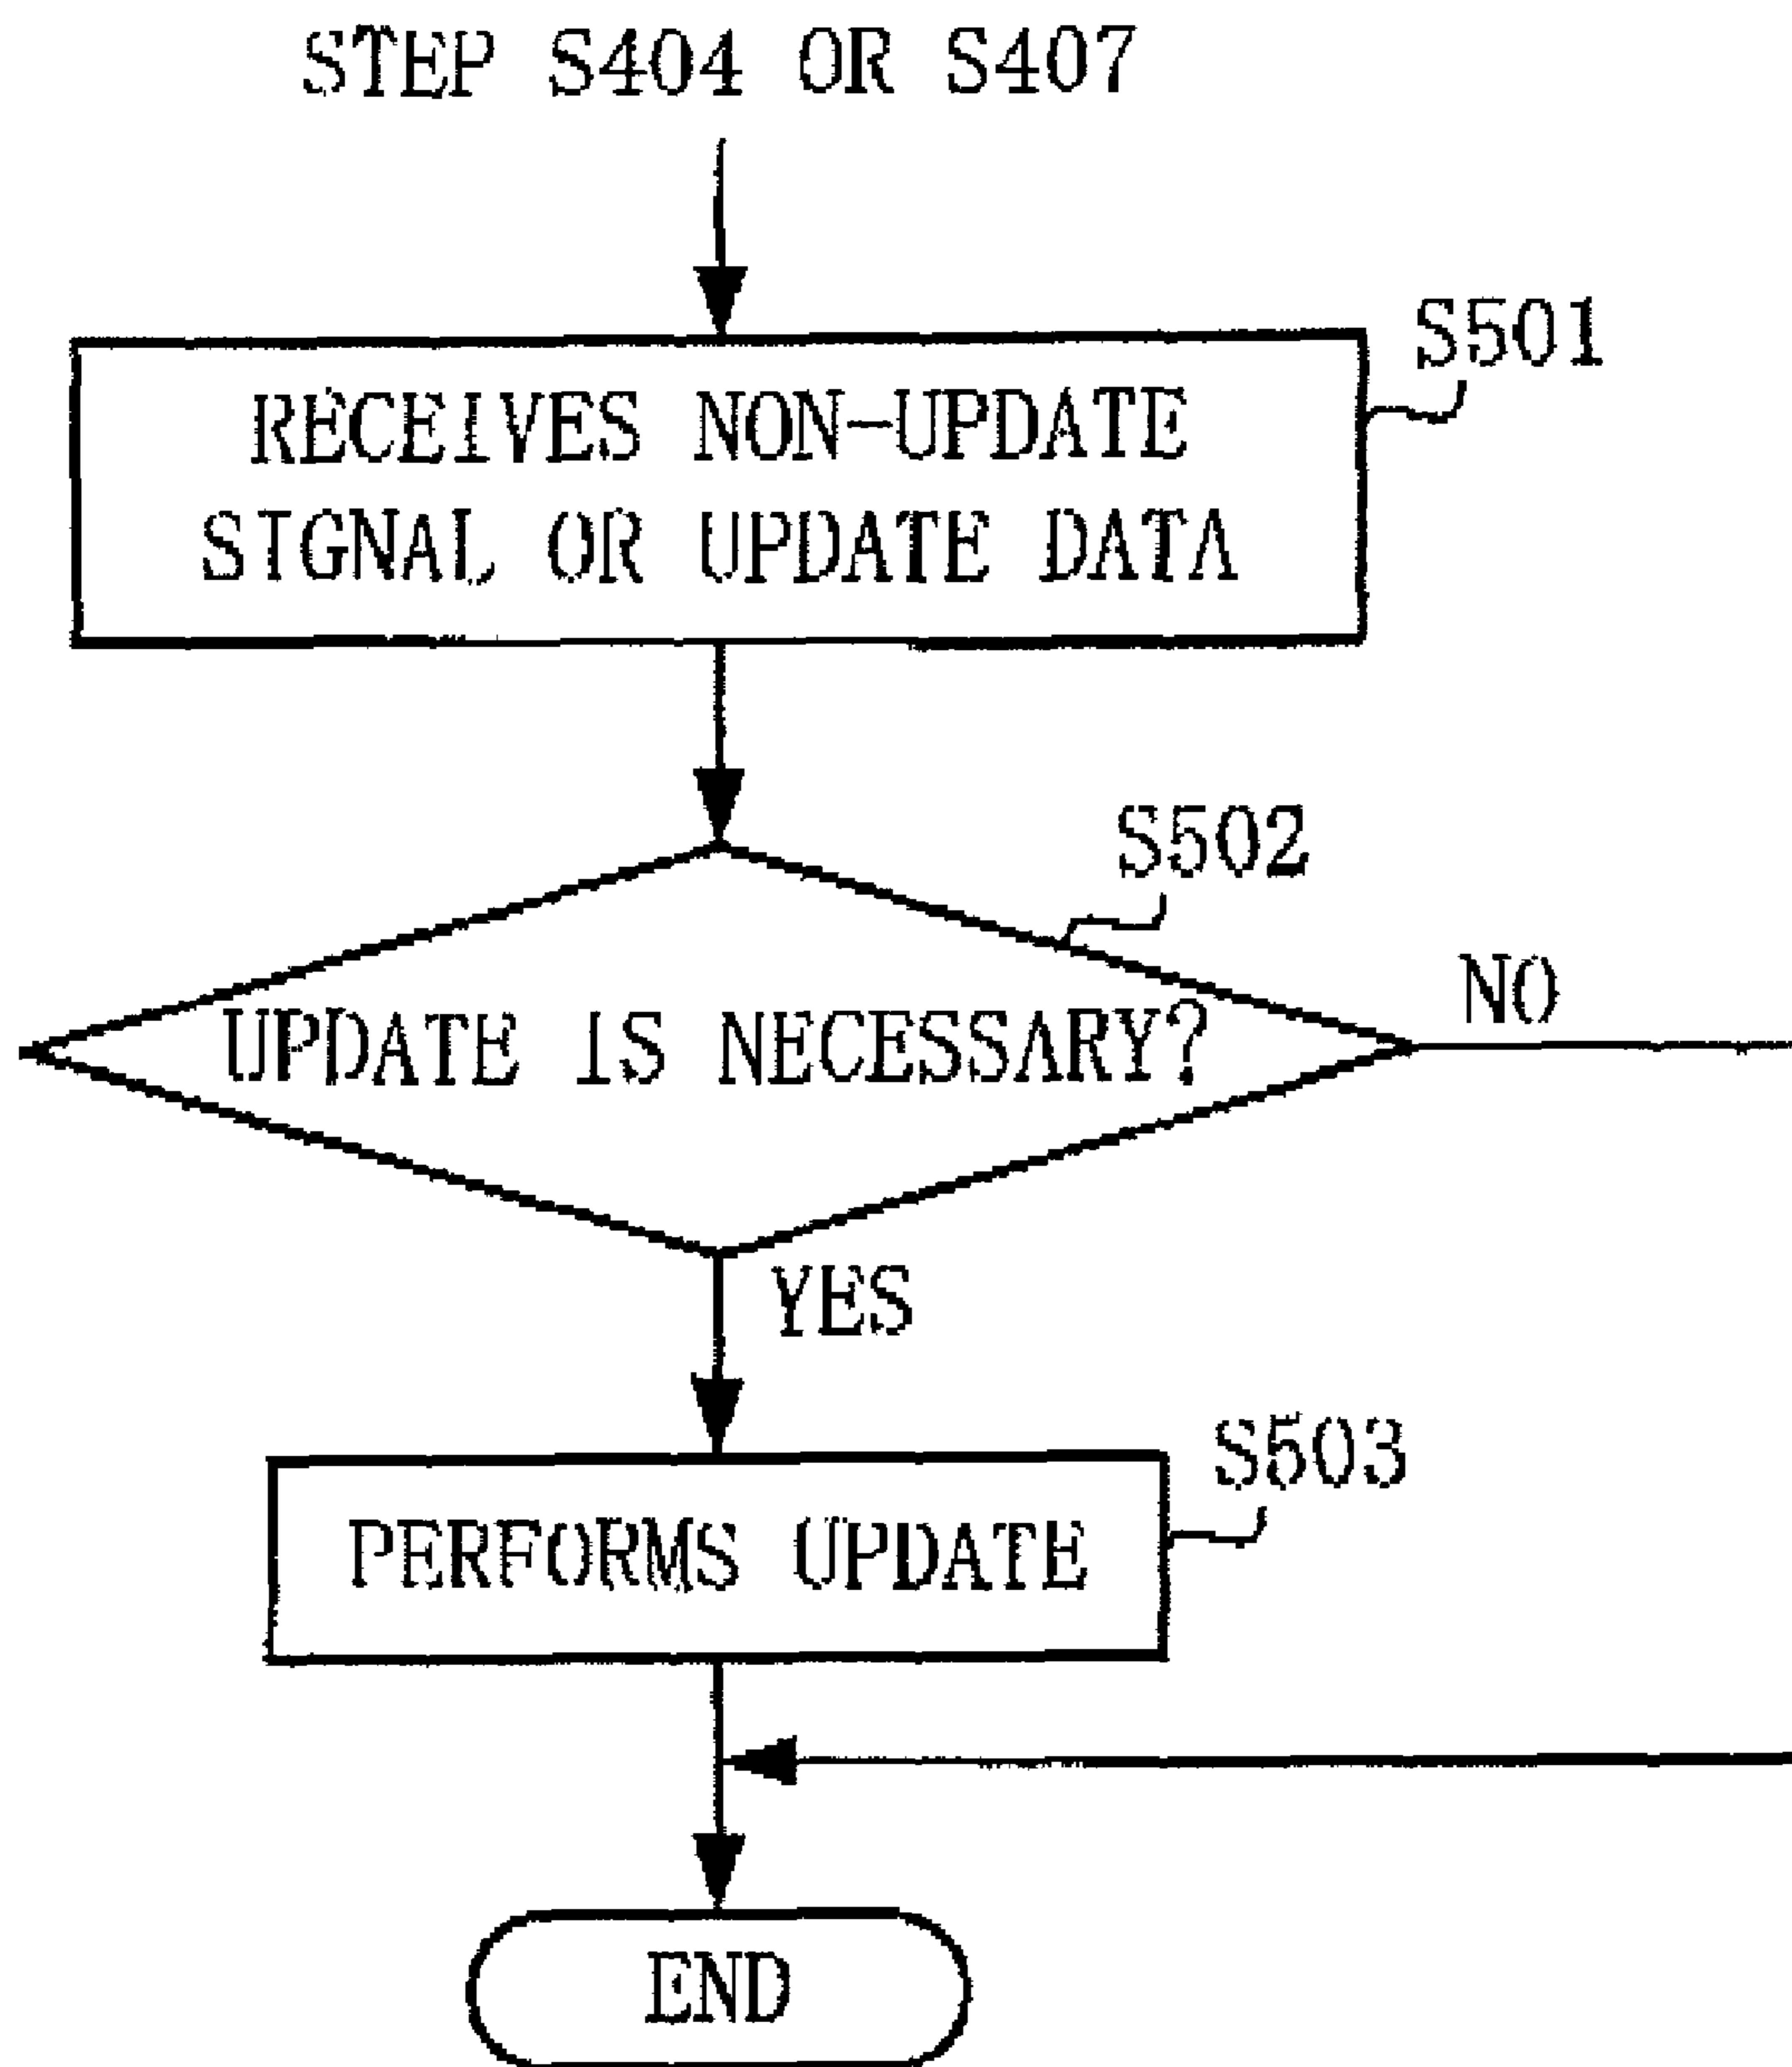 STEP S404 OR S407
S501
RECEIVES NON-UPDATE
SIGNAL OR UPDATE DATA
S502
NO
UPDATE IS NECESSARY?
YES
S503
PERFORMS UPDATE
END